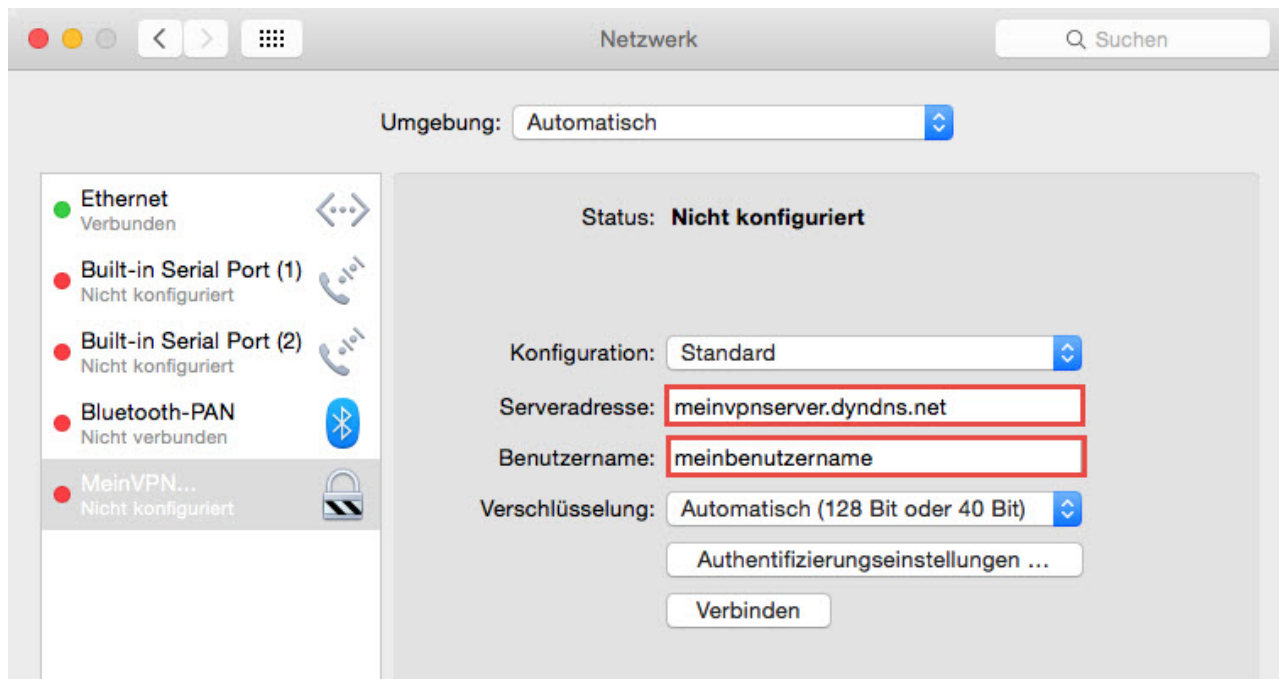 Netzwerk
Suchen
Umgebung: Automatisch
Ethernet
Verbunden
Built-in Serial Port (1)
Nicht konfiguriert
Built-in Serial Port (2)
Nicht konfiguriert
Bluetooth-PAN
Nicht verbunden
MeinVPN...
Nicht konfiguriert
Status: Nicht konfiguriert
Konfiguration: Standard
Serveradresse: meinvpnserver.dyndns.net
Benutzername: meinbenutzername
Verschlüsselung: Automatisch (128 Bit oder 40 Bit)
Authentifizierungseinstellungen ...
Verbinden